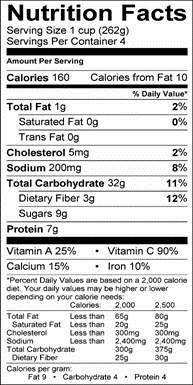 Nutrition Facts
Serving Size 1 cup (262g)
Servings Per Container 4
Amount Per Serving
Calories 160 Calories from Fat 10
% Daily Value*
Total Fat 1g 2%
Saturated Fat 0g 0%
Trans Fat 0g
Cholesterol 5mg 2%
Sodium 200mg 8%
Total Carbohydrate 32g 11%
Dietary Fiber 3g 12%
Sugars 9g
Protein 7g
Vitamin A 25% • Vitamin C 90%
Calcium 15% • Iron 10%
*Percent Daily Values are based on a 2,000 calorie
diet. Your daily values may be higher or lower
depending on your calorie needs:
Calories: 2,000 2,500
Total Fat Less than 65g 80g
Saturated Fat Less than 20g 25g
Cholesterol Less than 300mg 300mg
Sodium Less than 2,400mg 2,400mg
Total Carbohydrate 300g 375g
Dietary Fiber 25g 30g
Calories per gram:
Fat 9 • Carbohydrate 4 • Protein 4